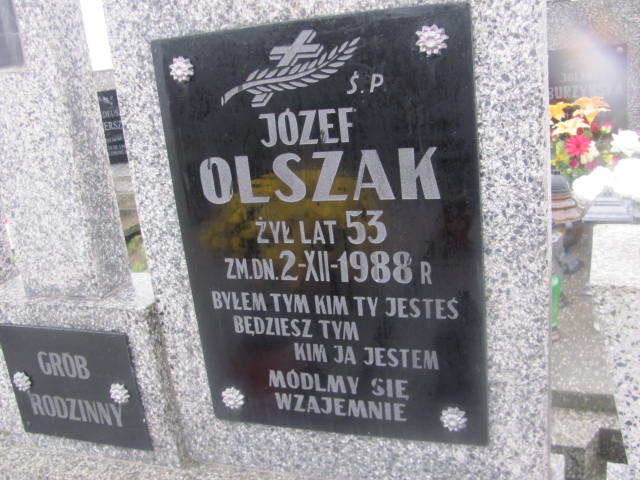 Ś.P
JÓZEF
OLSZAK
ŻYŁ LAT 53
ZM.DN. 2-XII-1988 R
BYŁEM TYM KIM TY JESTEŚ
BĘDZIESZ TYM
KIM JA JESTEM
MÓDLMY SIĘ
WZAJEMNIE
GRÓB
RODZINNY